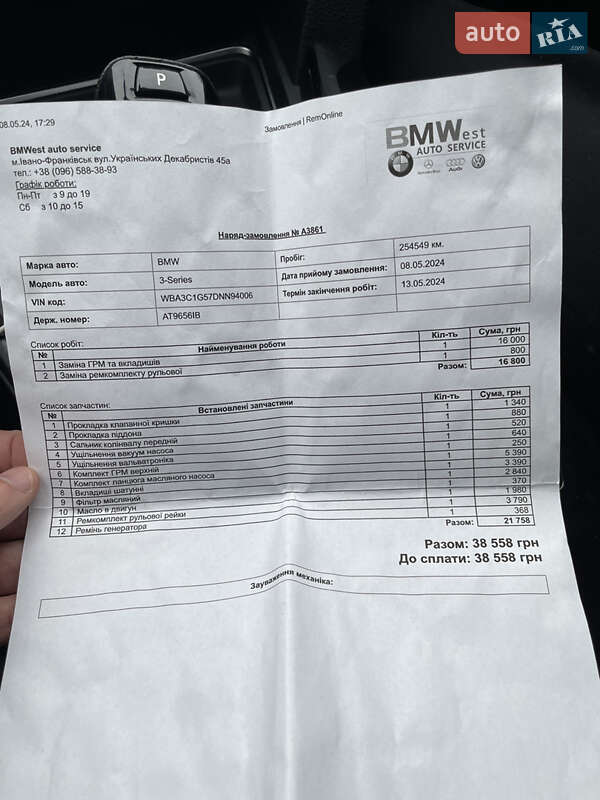 auto RIA .com
P
08.05.24, 17:29
Замовлення | RemOnline
BMWest auto service
м.Івано-Франківськ вул.Українських Декабристів 45а
тел.: +38 (096) 588-38-93
Графік роботи:
Пн-Пт з 9 до 19
Сб з 10 до 15
BMWest
AUTO SERVICE
Audi
Наряд-замовлення № A3861
Марка авто: BMW Пробіг: 254549 км.
Модель авто: 3-Series Дата прийому замовлення: 08.05.2024
VIN код: WBA3C1G57DNN94006 Термін закінчення робіт: 13.05.2024
Держ. номер: AT9656IB
Список робіт:
№ Найменування роботи Кіл-ть Сума, грн
1 Заміна ГРМ та вкладишів 1 16 000
2 Заміна ремкомплекту рульової 1 800
Разом: 16 800
Список запчастин:
№ Встановлені запчастини Кіл-ть Сума, грн
1 Прокладка клапанної кришки 1 1 340
2 Прокладка піддона 1 880
3 Сальник колінвалу передній 1 520
4 Ущільнення вакуум насоса 1 640
5 Ущільнення вальватроніка 1 250
6 Комплект ГРМ верхній 1 5 390
7 Комплект ланцюга масляного насоса 1 3 390
8 Вкладиші шатунні 1 2 840
9 Фільтр масляний 1 370
10 Масло в двигун 1 1 980
11 Ремкомплект рульової рейки 1 3 790
12 Ремінь генератора 1 368
Разом: 21 758
Разом: 38 558 грн
До сплати: 38 558 грн
Зауваження механіка: